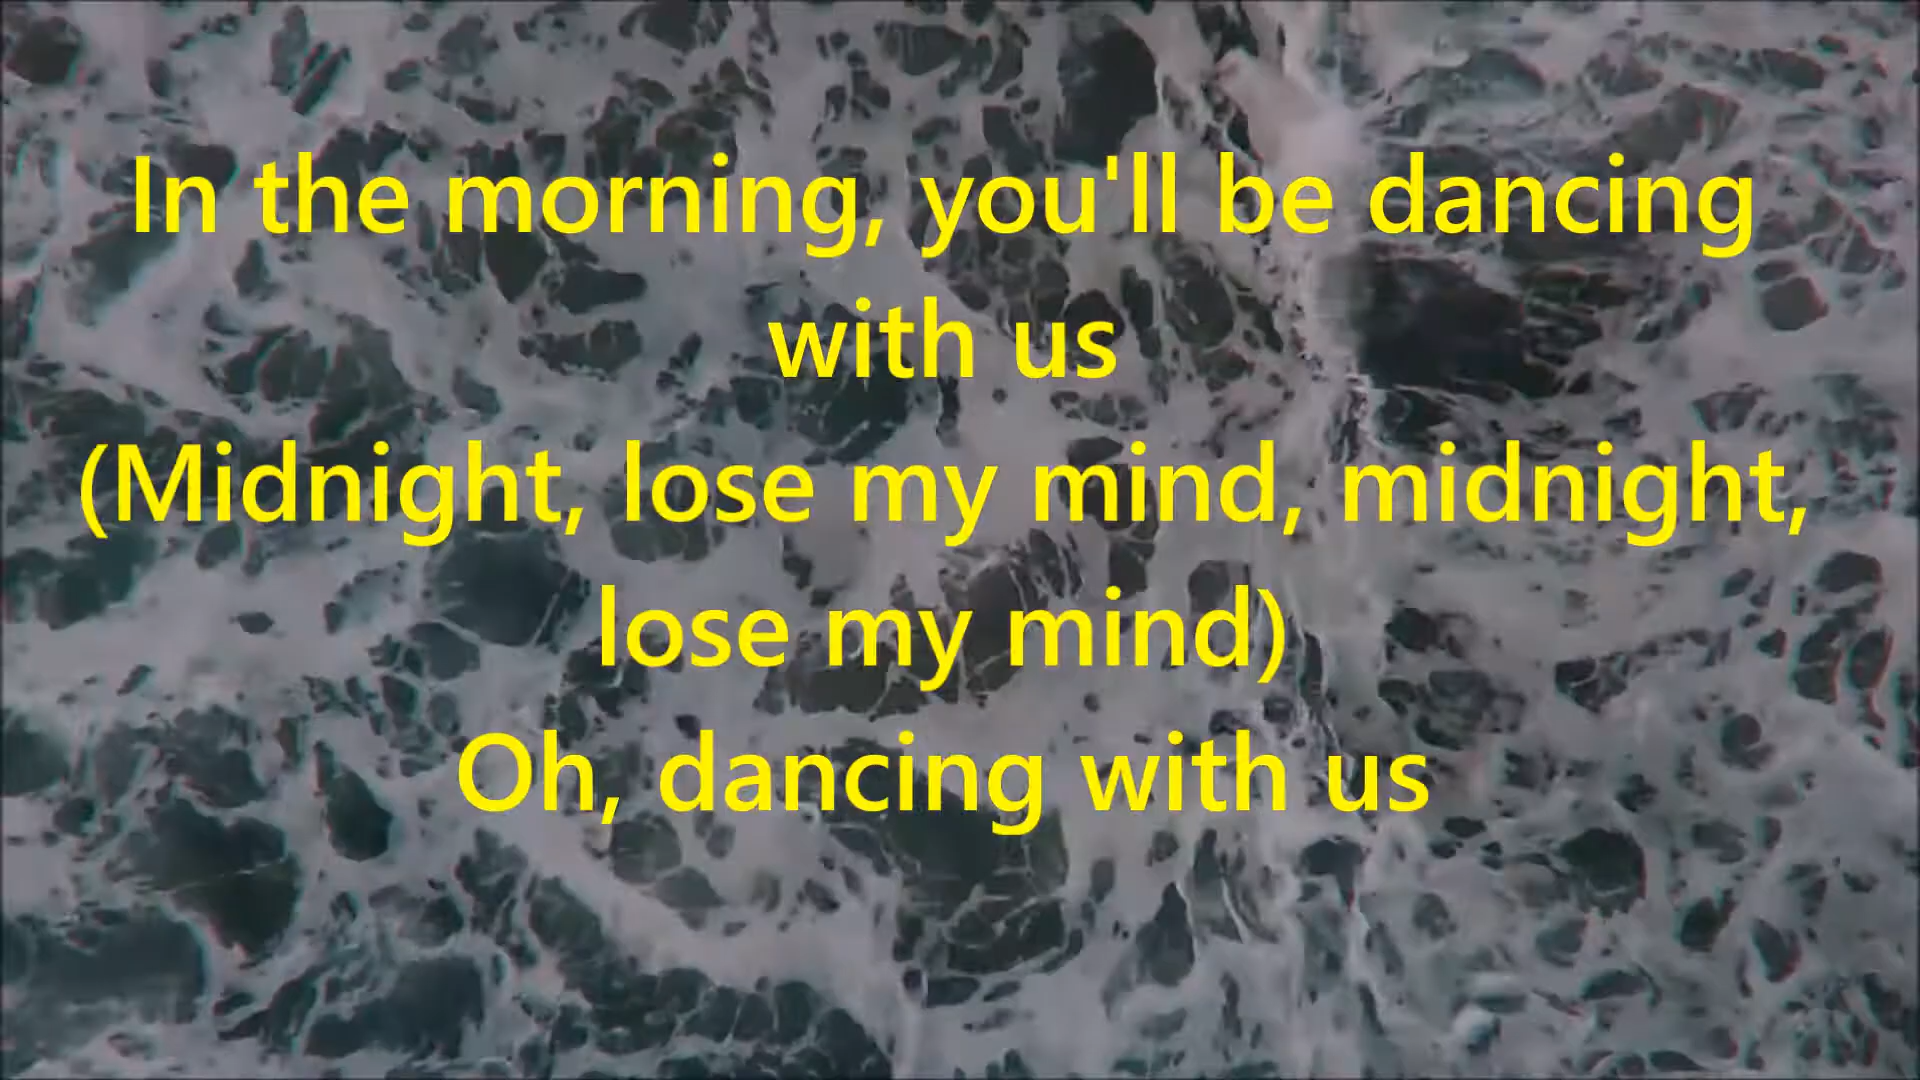 In the morning, you'll be dancing
with us
(Midnight, lose my mind, midnight,
lose my mind)
Oh, dancing with us